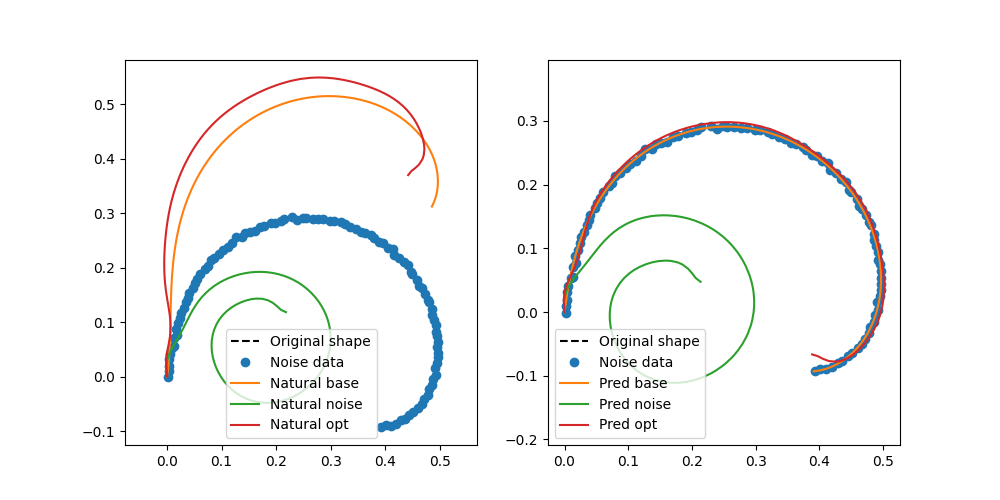 0.5
0.4
0.3
0.2
0.1
0.0
−0.1
0.0 0.1 0.2 0.3 0.4 0.5
Original shape
Noise data
Natural base
Natural noise
Natural opt
0.3
0.2
0.1
0.0
−0.1
−0.2
0.0 0.1 0.2 0.3 0.4 0.5
Original shape
Noise data
Pred base
Pred noise
Pred opt